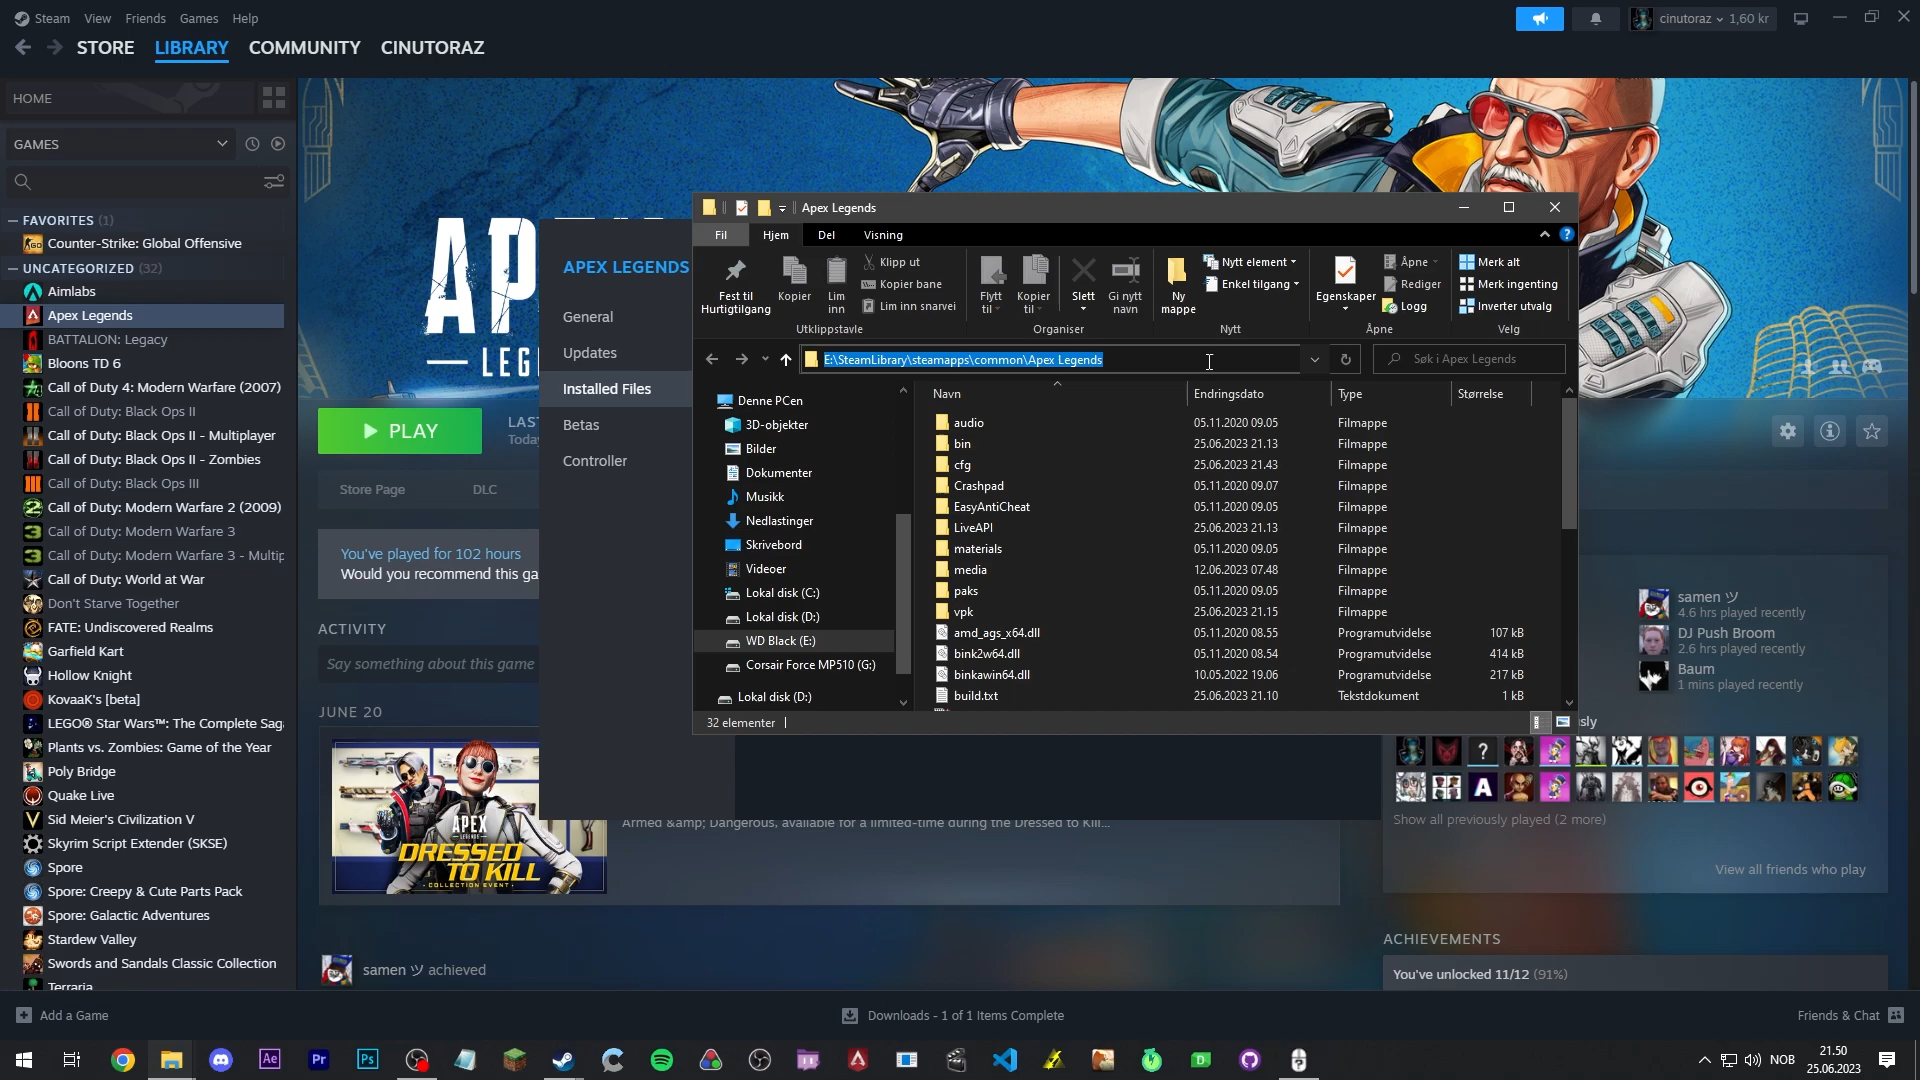 Steam View Friends Games Help
cinutoraz 1,60 kr
STORE LIBRARY COMMUNITY CINUTORAZ
HOME
GAMES
FAVORITES (1)
Counter-Strike: Global Offensive
UNCATEGORIZED (32)
Aimlabs
Apex Legends
BATTALION: Legacy
Bloons TD 6
Call of Duty 4: Modern Warfare (2007)
Call of Duty: Black Ops II
Call of Duty: Black Ops II - Multiplayer
Call of Duty: Black Ops II - Zombies
Call of Duty: Black Ops III
Call of Duty: Modern Warfare 2 (2009)
Call of Duty: Modern Warfare 3
Call of Duty: Modern Warfare 3 - Multip
Call of Duty: World at War
Don't Starve Together
FATE: Undiscovered Realms
Garfield Kart
Hollow Knight
KovaaK's [beta]
LEGO® Star Wars™: The Complete Saga
Plants vs. Zombies: Game of the Year
Poly Bridge
Quake Live
Sid Meier's Civilization V
Skyrim Script Extender (SKSE)
Spore
Spore: Creepy & Cute Parts Pack
Spore: Galactic Adventures
Stardew Valley
Swords and Sandals Classic Collection
Terraria
Add a Game
PLAY
LAS
Toda
Store Page DLC
You've played for 102 hours
Would you recommend this ga
ACTIVITY
Say something about this game
JUNE 20
APEX
LEGENDS
DRESSED
TO KILL
COLLECTION EVENT
Armed &amp; Dangerous, available for a limited-time during the Dressed to Kill...
samen ツ achieved
APEX LEGENDS
General
Updates
Installed Files
Betas
Controller
Apex Legends
Fil Hjem Del Visning
Fest til
Hurtigtilgang
Kopier
Lim
inn
Klipp ut
Kopier bane
Lim inn snarvei
Utklippstavle
Flytt
til
Kopier
til
Slett
Gi nytt
navn
Organiser
Ny
mappe
Nytt element
Enkel tilgang
Nytt
Egenskaper
Åpne
Rediger
Logg
Åpne
Merk alt
Merk ingenting
Inverter utvalg
Velg
E:\SteamLibrary\steamapps\common\Apex Legends
Søk i Apex Legends
Denne PCen
3D-objekter
Bilder
Dokumenter
Musikk
Nedlastinger
Skrivebord
Videoer
Lokal disk (C:)
Lokal disk (D:)
WD Black (E:)
Corsair Force MP510 (G:)
Lokal disk (D:)
Navn Endringsdato Type Størrelse
audio 05.11.2020 09.05 Filmappe
bin 25.06.2023 21.13 Filmappe
cfg 25.06.2023 21.43 Filmappe
Crashpad 05.11.2020 09.07 Filmappe
EasyAntiCheat 05.11.2020 09.05 Filmappe
LiveAPI 25.06.2023 21.13 Filmappe
materials 05.11.2020 09.05 Filmappe
media 12.06.2023 07.48 Filmappe
paks 05.11.2020 09.05 Filmappe
vpk 25.06.2023 21.15 Filmappe
amd_ags_x64.dll 05.11.2020 08.55 Programutvidelse 107 kB
bink2w64.dll 05.11.2020 08.54 Programutvidelse 414 kB
binkawin64.dll 10.05.2022 19.06 Programutvidelse 217 kB
build.txt 25.06.2023 21.10 Tekstdokument 1 kB
32 elementer
samen ツ
4.6 hrs played recently
DJ Push Broom
2.6 hrs played recently
Baum
1 mins played recently
sly
Show all previously played (2 more)
View all friends who play
ACHIEVEMENTS
You've unlocked 11/12 (91%)
Downloads - 1 of 1 Items Complete
Friends & Chat
NOB
21.50
25.06.2023